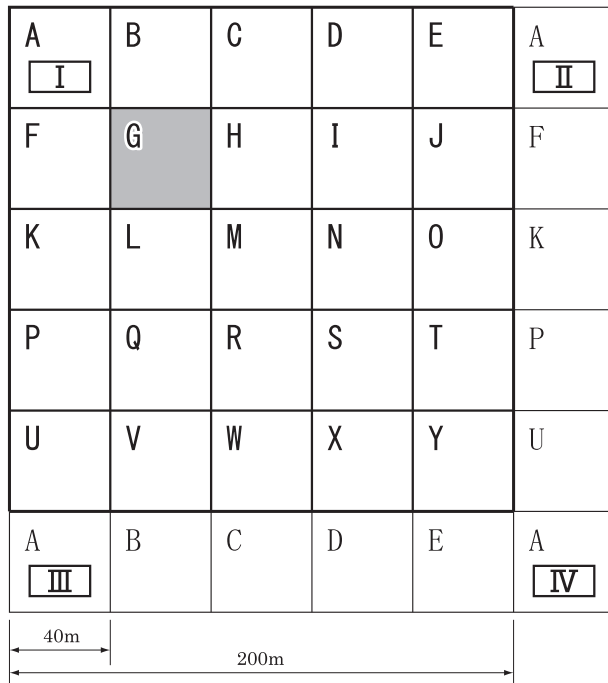 A B C D E A
Ⅰ Ⅱ
F G H I J F
K L M N O K
P Q R S T P
U V W X Y U
A B C D E A
Ⅲ Ⅳ
40m
200m